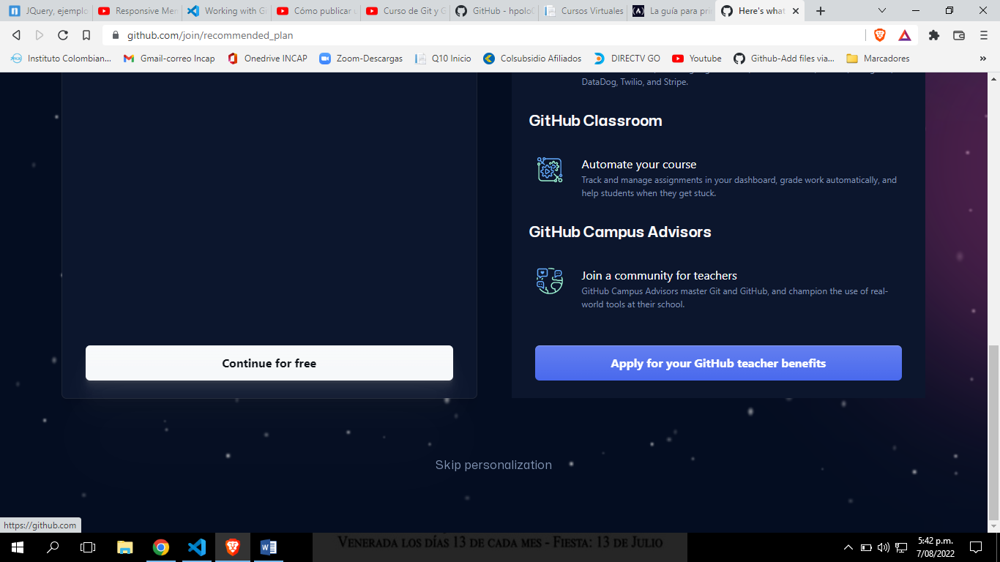 JQuery, ejemplo
Responsive Men
Working with Gi
Cómo publicar u
Curso de Git y G
GitHub - hpolo
Cursos Virtuales
La guía para prin
Here's what
github.com/join/recommended_plan
Instituto Colombian...
Gmail-correo Incap
Onedrive INCAP
Zoom-Descargas
Q10 Inicio
Colsubsidio Afiliados
DIRECTV GO
Youtube
Github-Add files via...
Marcadores
»
DataDog, Twilio, and Stripe.
GitHub Classroom
Automate your course
Track and manage assignments in your dashboard, grade work automatically, and
help students when they get stuck.
GitHub Campus Advisors
Join a community for teachers
GitHub Campus Advisors master Git and GitHub, and champion the use of real-
world tools at their school.
Continue for free
Apply for your GitHub teacher benefits
Skip personalization
https://github.com
Venerada los días 13 de cada mes - Fiesta: 13 de Julio
5:42 p.m.
7/08/2022